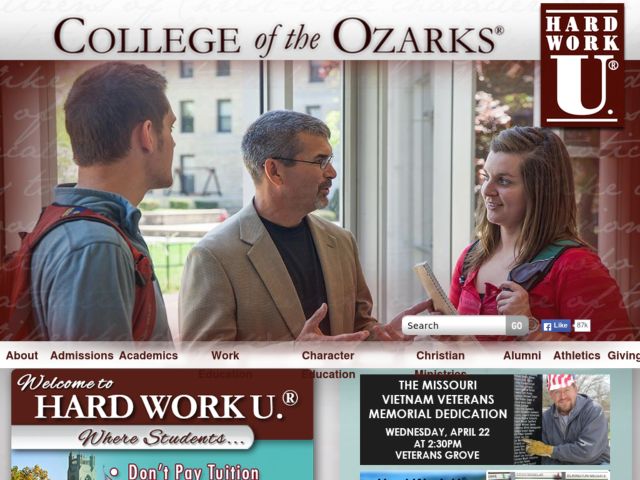 COLLEGE of the OZARKS®
HARD
WORK
U.®
Search GO Like 87k
About Admissions Academics Work Education Character Education Christian Ministries Alumni Athletics Giving
Welcome to
HARD WORK U.®
Where Students...
Don't Pay Tuition
THE MISSOURI
VIETNAM VETERANS
MEMORIAL DEDICATION
WEDNESDAY, APRIL 22
AT 2:30PM
VETERANS GROVE